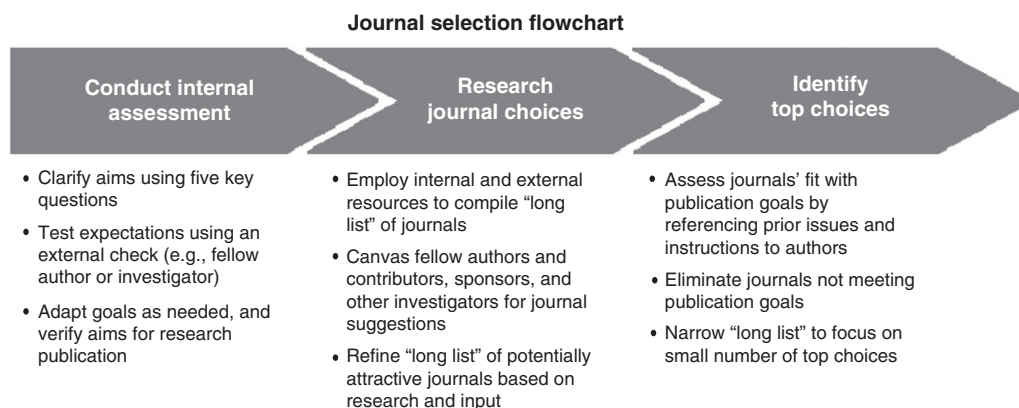 Journal selection flowchart
Conduct internal
assessment
Research
journal choices
Identify
top choices
• Clarify aims using five key
questions
• Test expectations using an
external check (e.g., fellow
author or investigator)
• Adapt goals as needed, and
verify aims for research
publication
• Employ internal and external
resources to compile “long
list” of journals
• Canvas fellow authors and
contributors, sponsors, and
other investigators for journal
suggestions
• Refine “long list” of potentially
attractive journals based on
research and input
• Assess journals’ fit with
publication goals by
referencing prior issues and
instructions to authors
• Eliminate journals not meeting
publication goals
• Narrow “long list” to focus on
small number of top choices